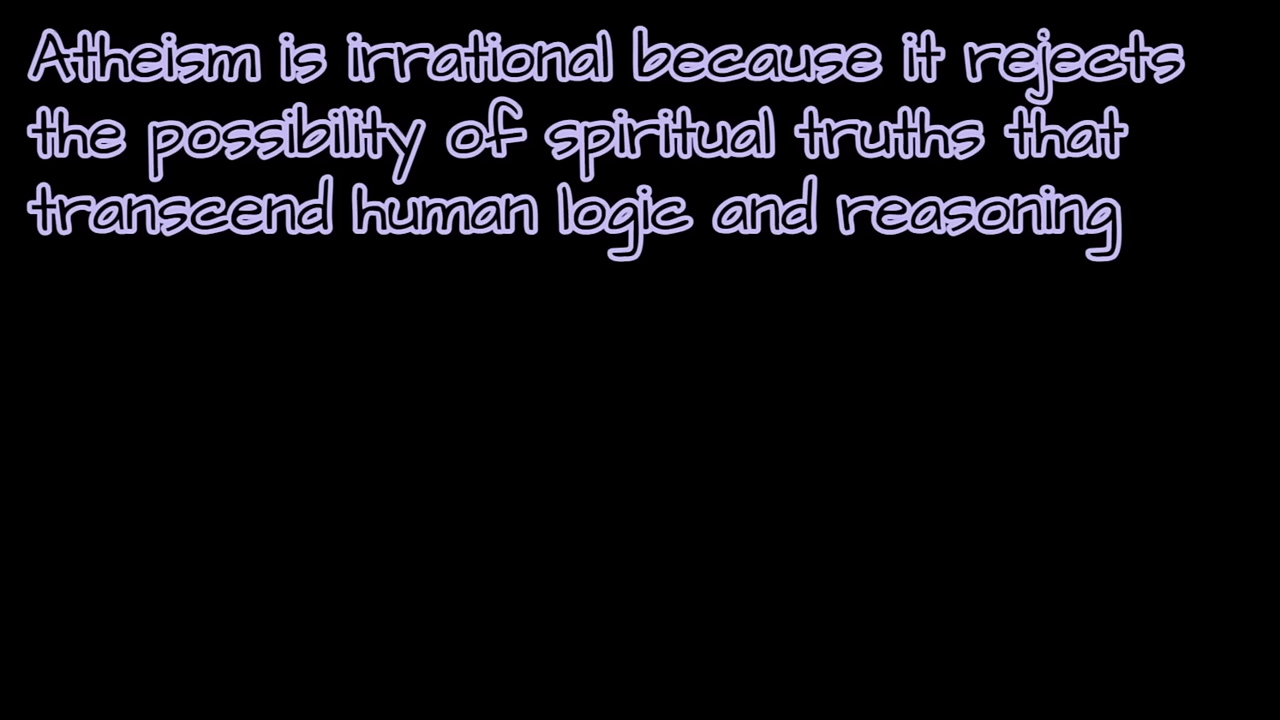 Atheism is irrational because it rejects
the possibility of spiritual truths that
transcend human logic and reasoning